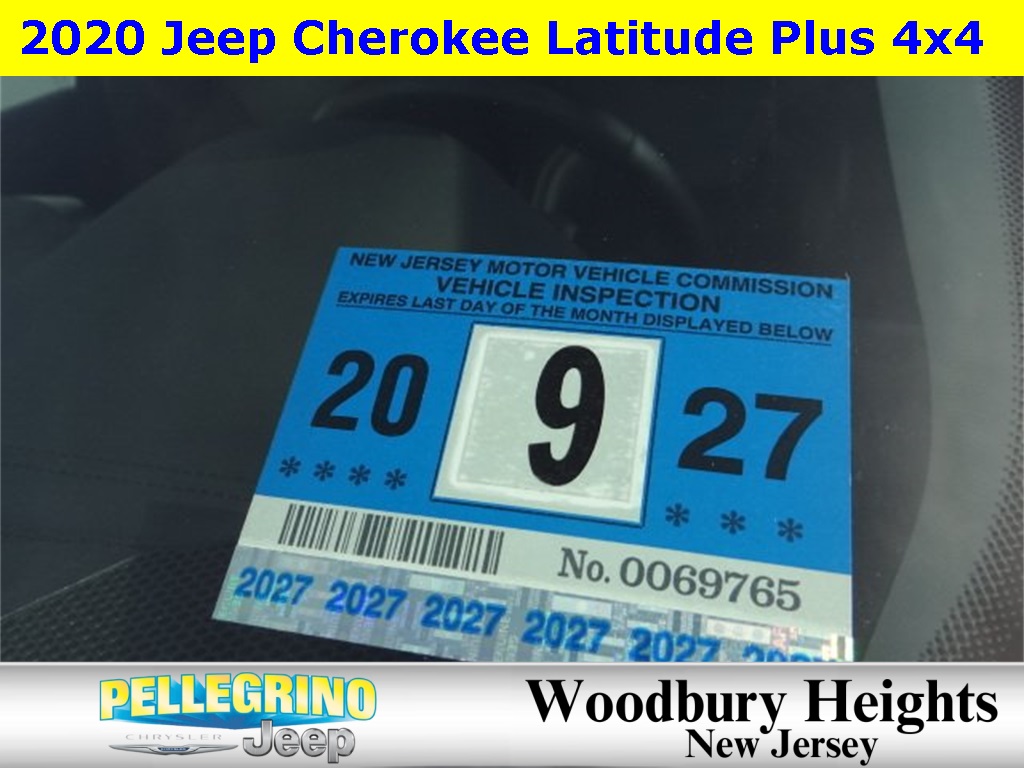 2020 Jeep Cherokee Latitude Plus 4x4
NEW JERSEY MOTOR VEHICLE COMMISSION
VEHICLE INSPECTION
EXPIRES LAST DAY OF THE MONTH DISPLAYED BELOW
20 9 27
**** ***
No. 0069765
2027 2027 2027 2027 2027 2027
PELLEGRINO
CHRYSLER Jeep
Woodbury Heights
New Jersey